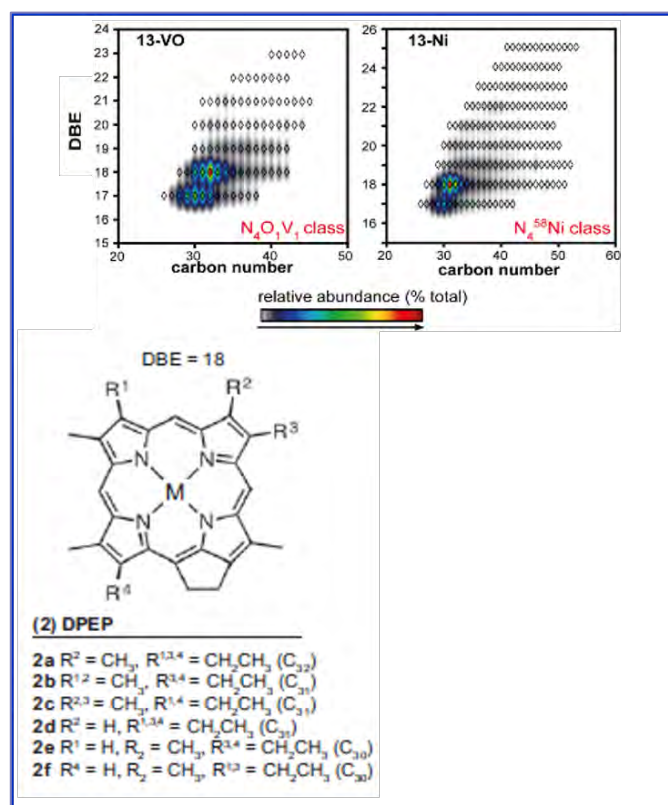 13-VO
13-Ni
DBE
24
23
22
21
20
19
18
17
16
15
20 30 40 50
carbon number
N₄O₁V₁ class
26
24
22
20
18
16
20 30 40 50 60
carbon number
N₄⁵⁸Ni class
relative abundance (% total)
DBE = 18
R¹
R²
R³
N
N
M
N
N
R⁴
(2) DPEP
2a R² = CH₃, R¹,³,⁴ = CH₂CH₃ (C₃₂)
2b R¹,² = CH₃, R³,⁴ = CH₂CH₃ (C₃₁)
2c R²,³ = CH₃, R¹,⁴ = CH₂CH₃ (C₃₁)
2d R² = H, R¹,³,⁴ = CH₂CH₃ (C₃₁)
2e R¹ = H, R₂ = CH₃, R³,⁴ = CH₂CH₃ (C₃₀)
2f R⁴ = H, R₂ = CH₃, R¹,³ = CH₂CH₃ (C₃₀)